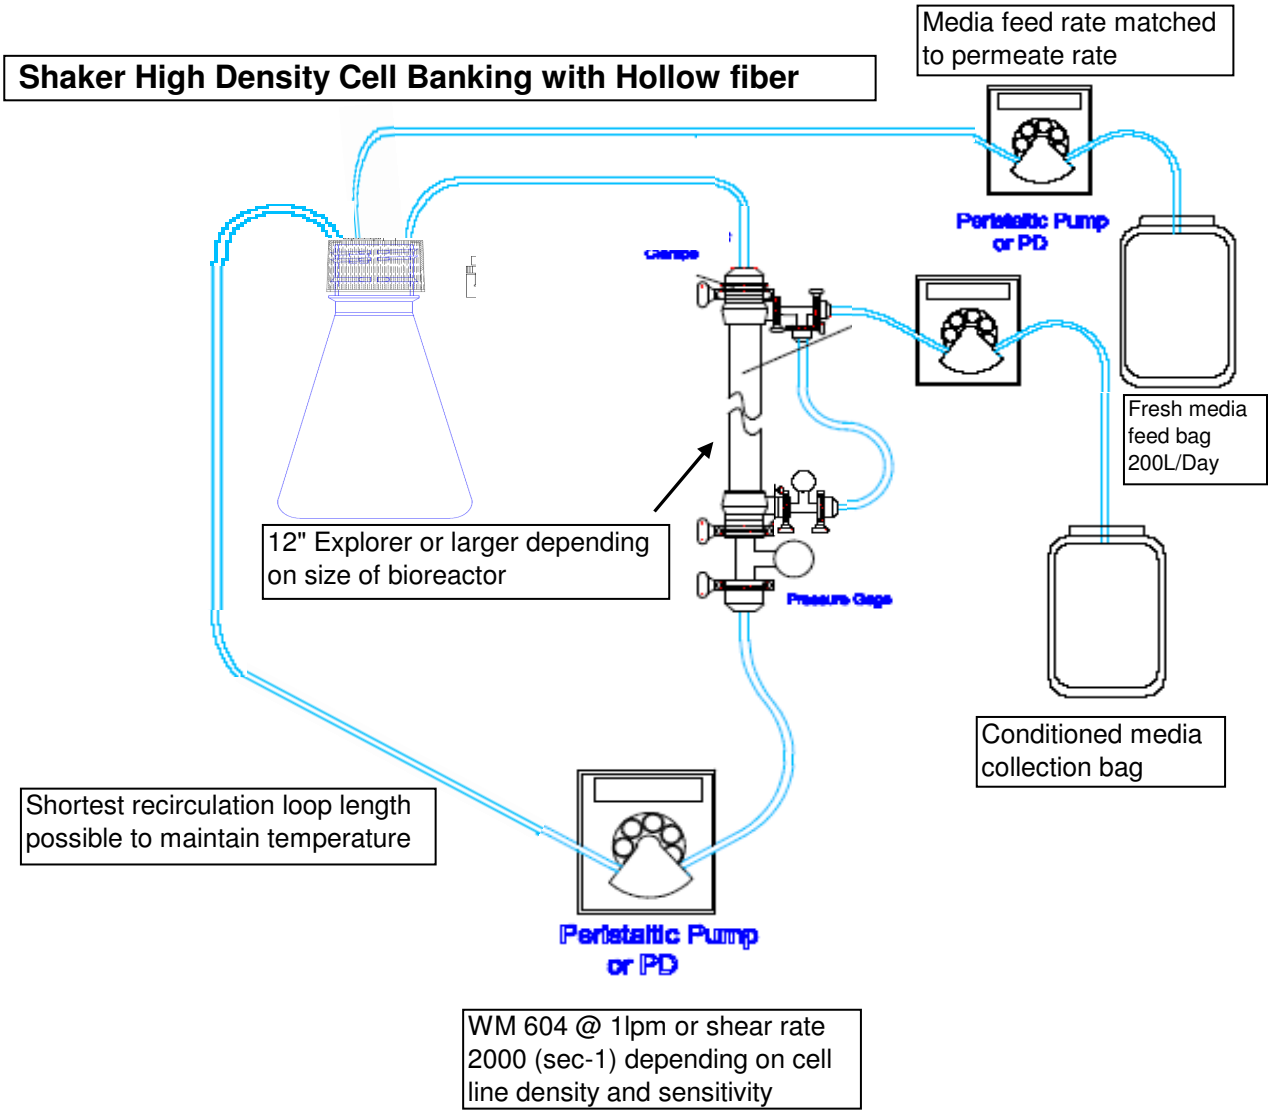 Media feed rate matched
to permeate rate
Shaker High Density Cell Banking with Hollow fiber
Peristaltic Pump
or PD
Clamps
Fresh media
feed bag
200L/Day
12" Explorer or larger depending
on size of bioreactor
Pressure Gage
Conditioned media
collection bag
Shortest recirculation loop length
possible to maintain temperature
Peristaltic Pump
or PD
WM 604 @ 1lpm or shear rate
2000 (sec-1) depending on cell
line density and sensitivity